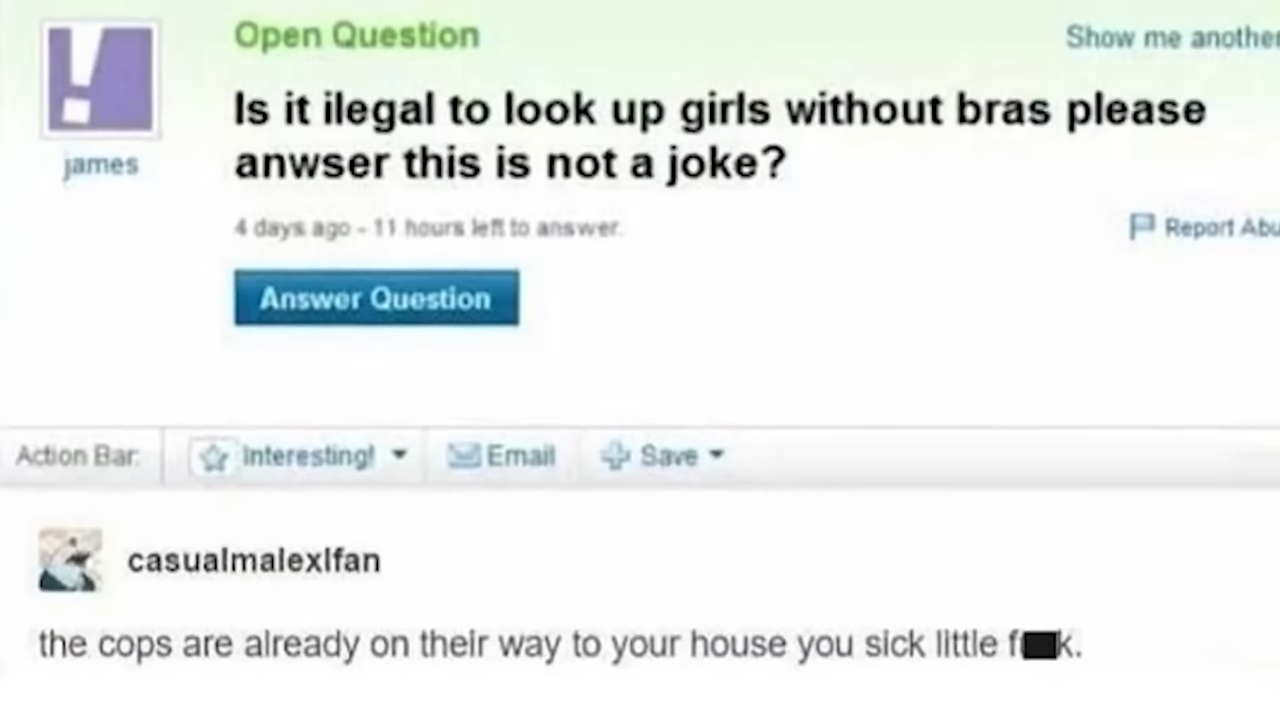 Open Question
Show me another
Is it ilegal to look up girls without bras please
anwser this is not a joke?
james
4 days ago - 11 hours left to answer.
Report Abu
Answer Question
Action Bar:
Interesting!
Email
Save
casualmalexlfan
the cops are already on their way to your house you sick little f█k.